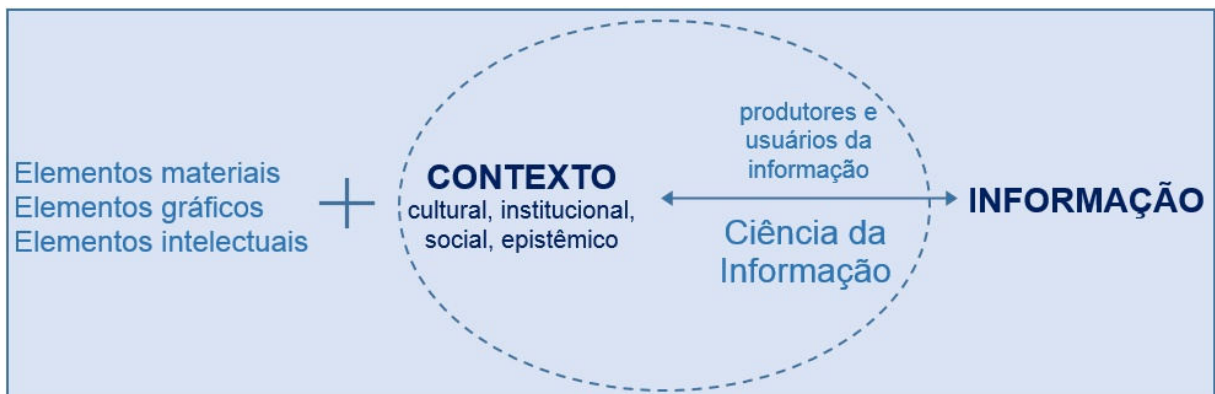 Elementos materiais
Elementos gráficos
Elementos intelectuais
+
CONTEXTO
cultural, institucional,
social, epistêmico
produtores e
usuários da
informação
Ciência da
Informação
INFORMAÇÃO